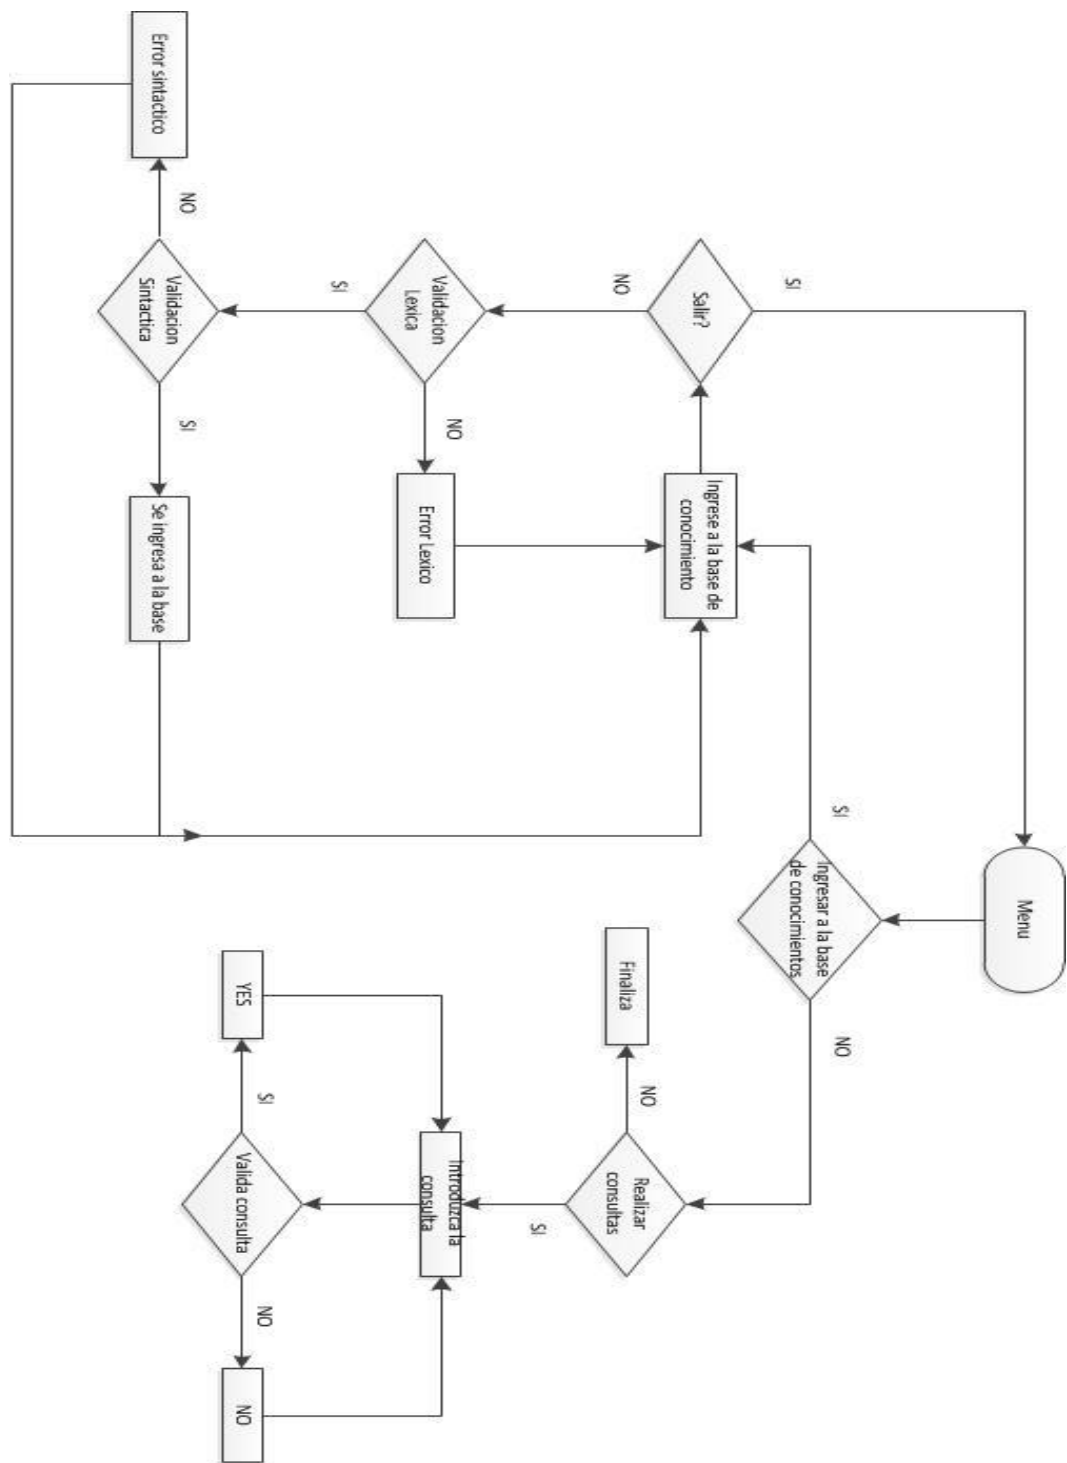 Menu
SI
NO
Ingresar a la base
de conocimientos
SI
Salir?
Ingrese a la base de
conocimiento
NO
Finaliza
NO
Realizar
consultas
SI
Validacion
Lexica
NO
Error Lexico
Introduzca la
consulta
SI
SI
NO
YES
Valida consulta
NO
NO
SI
Error sintactico
Validacion
Sintactica
Se ingresa a la base